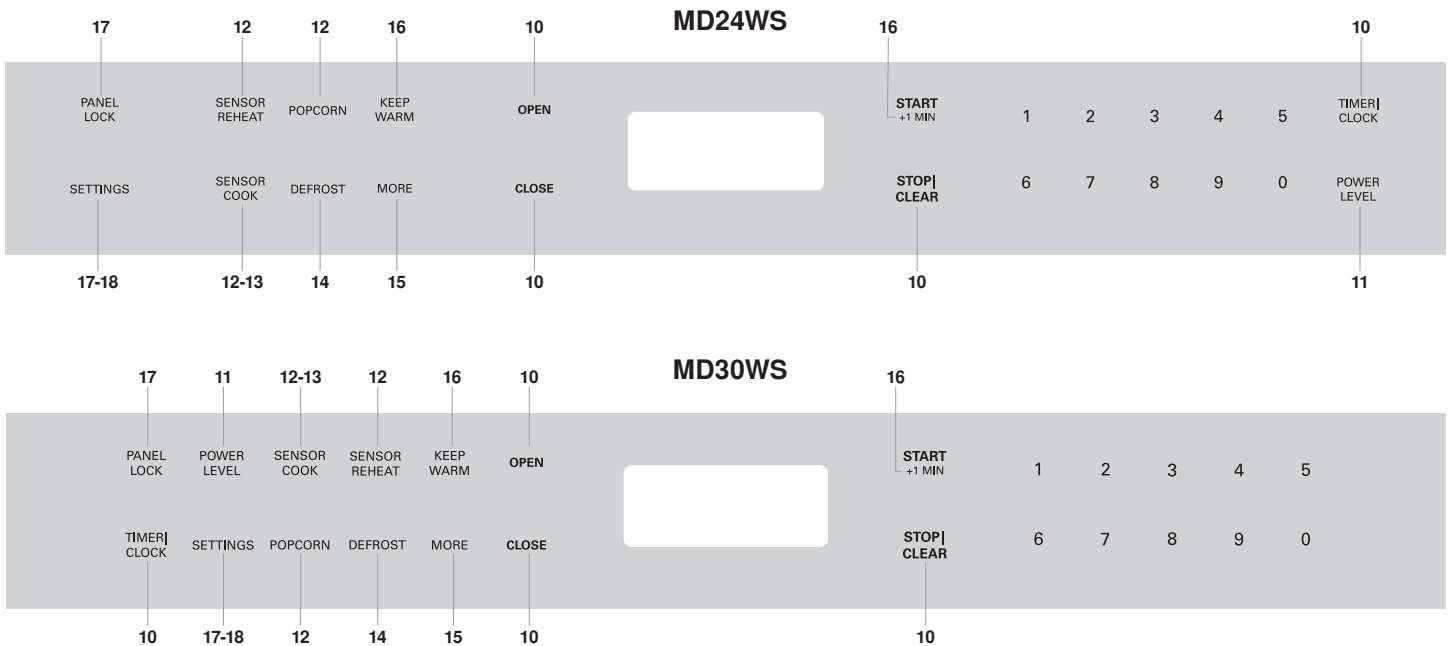 MD24WS
17 12 12 16 10 16 10
PANEL LOCK
SENSOR REHEAT
POPCORN
KEEP WARM
OPEN
START +1 MIN
1 2 3 4 5
TIMER| CLOCK
SETTINGS
SENSOR COOK
DEFROST
MORE
CLOSE
STOP| CLEAR
6 7 8 9 0
POWER LEVEL
17-18 12-13 14 15 10 10 11
MD30WS
17 11 12-13 12 16 10 16
PANEL LOCK
POWER LEVEL
SENSOR COOK
SENSOR REHEAT
KEEP WARM
OPEN
START +1 MIN
1 2 3 4 5
TIMER| CLOCK
SETTINGS
POPCORN
DEFROST
MORE
CLOSE
STOP| CLEAR
6 7 8 9 0
10 17-18 12 14 15 10 10